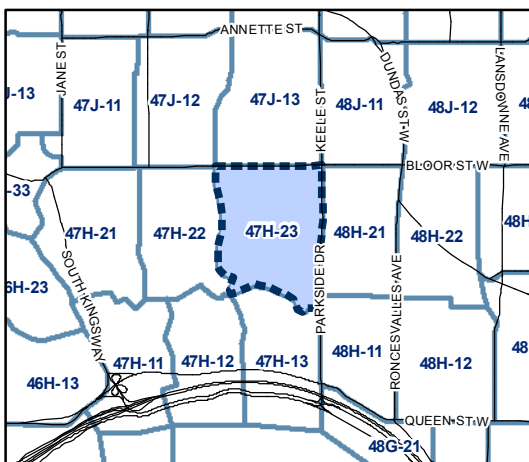 ANNETTE ST
JANE ST
KEELE ST
DUNDAS ST W
LANSDOWNE AVE
J-13
47J-11
47J-12
47J-13
48J-11
48J-12
48
BLOOR ST W
-33
47H-21
47H-22
47H-23
48H-21
48H-22
48H
6H-23
SOUTH KINGSWAY
PARKSIDE DR
RONCESVALLES AVE
46H-13
47H-11
47H-12
47H-13
48H-11
48H-12
48
QUEEN ST W
48G-21